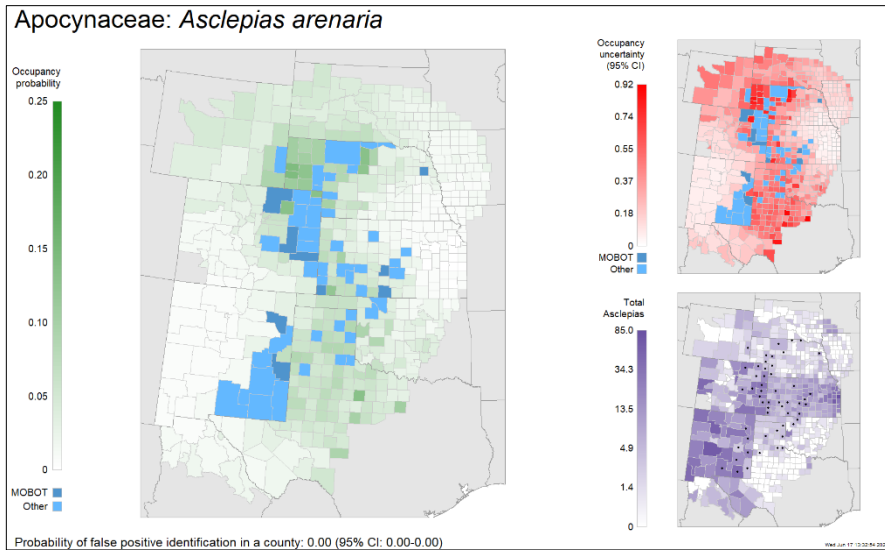 Apocynaceae: Asclepias arenaria
Occupancy
probability
0.25
0.20
0.15
0.10
0.05
0
MOBOT
Other
Occupancy
uncertainty
(95% CI)
0.92
0.74
0.55
0.37
0.18
0
MOBOT
Other
Total
Asclepias
85.0
34.3
13.5
4.9
1.4
0
Probability of false positive identification in a county: 0.00 (95% CI: 0.00-0.00)
Wed Jun 17